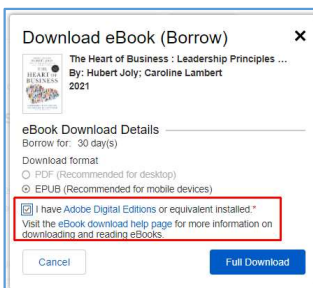 Download eBook (Borrow)
The Heart of Business : Leadership Principles ...
By: Hubert Joly; Caroline Lambert
2021
HEART OF
BUSINESS
eBook Download Details
Borrow for: 30 day(s)
Download format
PDF (Recommended for desktop)
EPUB (Recommended for mobile devices)
I have Adobe Digital Editions or equivalent installed.*
Visit the eBook download help page for more information on
downloading and reading eBooks.
Cancel
Full Download